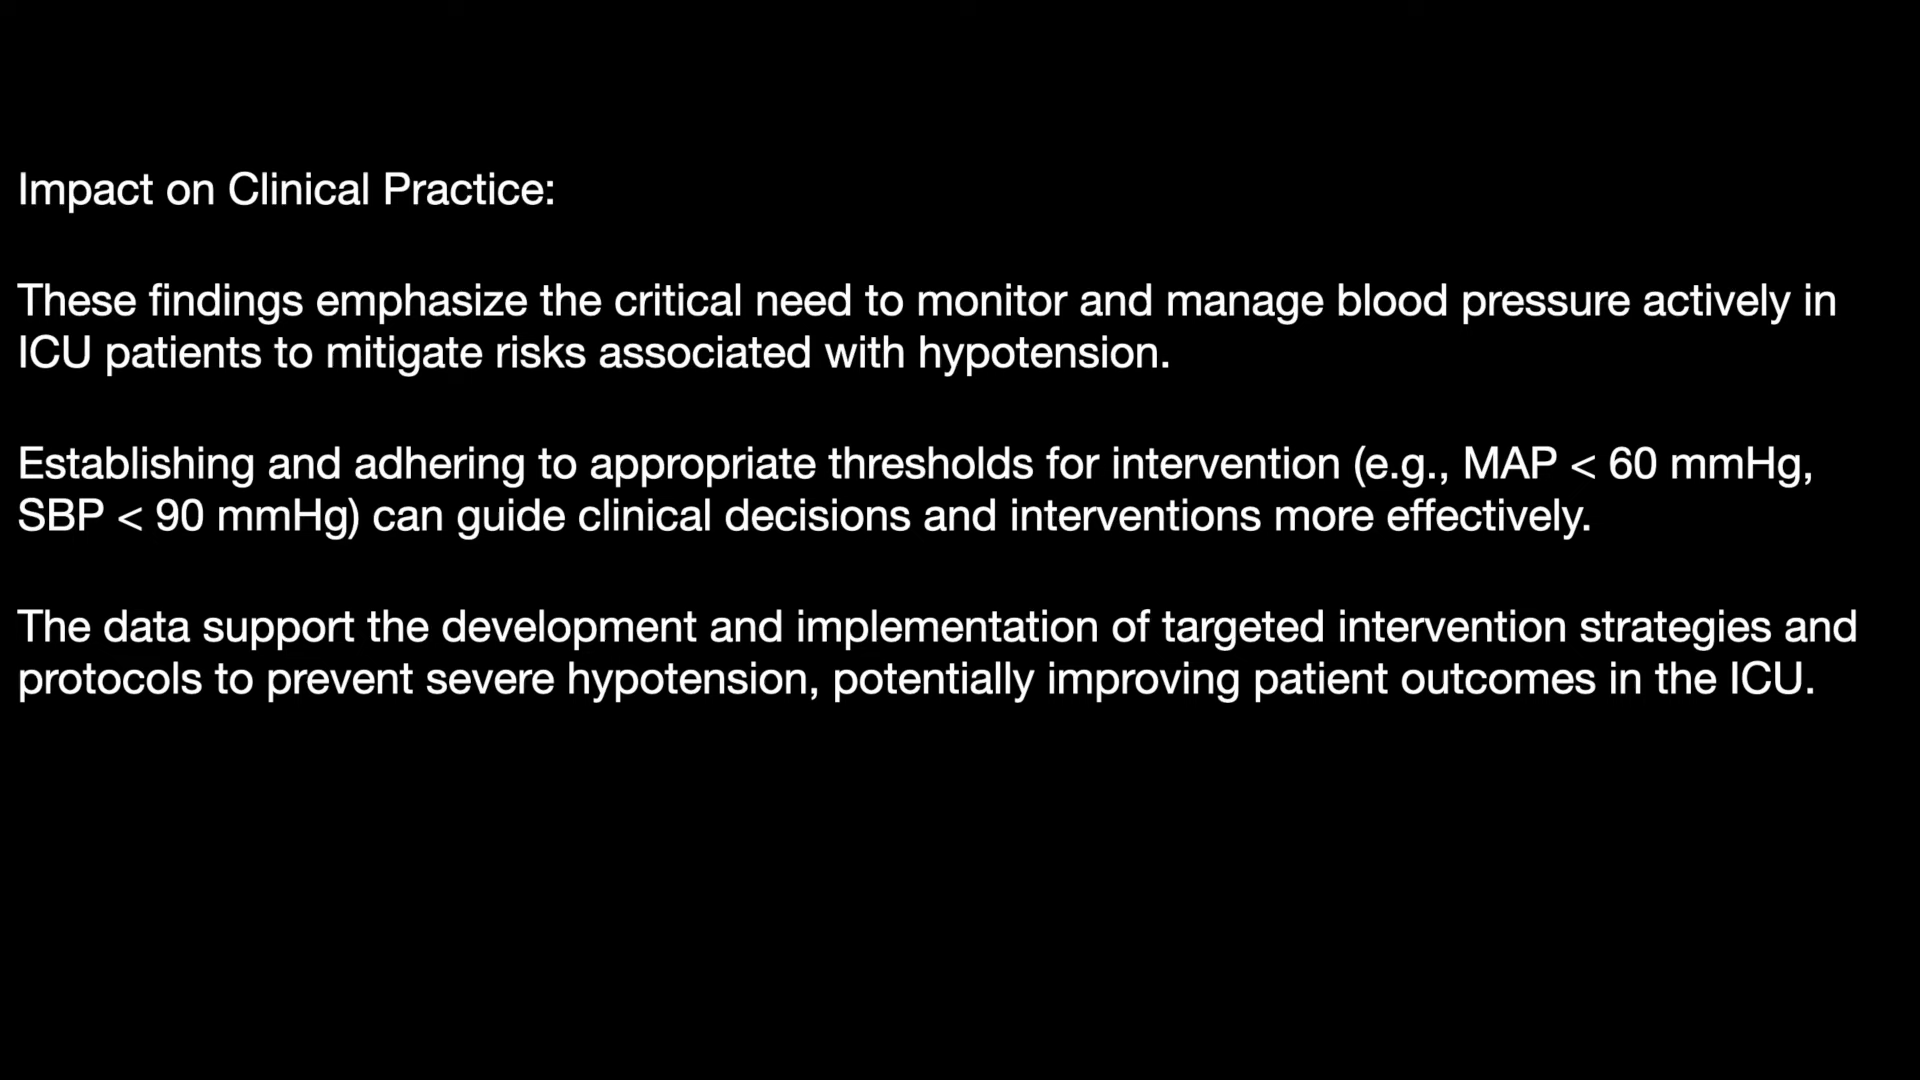 Impact on Clinical Practice:
These findings emphasize the critical need to monitor and manage blood pressure actively in
ICU patients to mitigate risks associated with hypotension.
Establishing and adhering to appropriate thresholds for intervention (e.g., MAP < 60 mmHg,
SBP < 90 mmHg) can guide clinical decisions and interventions more effectively.
The data support the development and implementation of targeted intervention strategies and
protocols to prevent severe hypotension, potentially improving patient outcomes in the ICU.